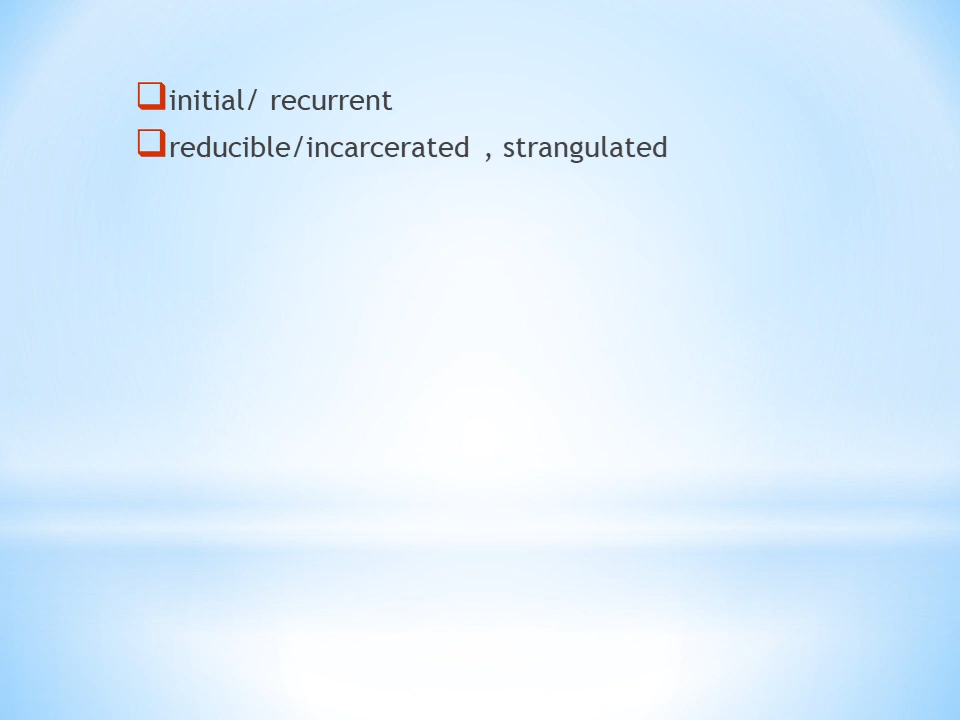 ❑initial/ recurrent
❑reducible/incarcerated , strangulated